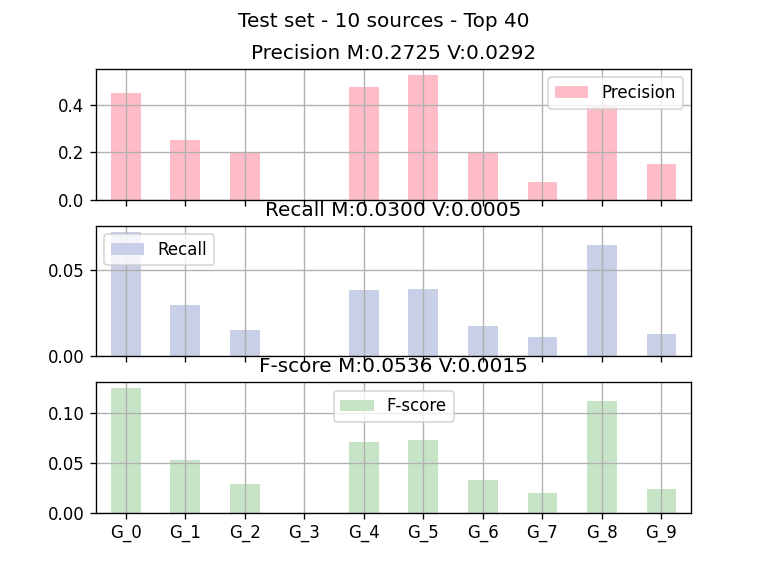 Test set - 10 sources - Top 40
Precision M:0.2725 V:0.0292
Precision
0.4
0.2
0.0
Recall M:0.0300 V:0.0005
Recall
0.05
0.00
F-score M:0.0536 V:0.0015
F-score
0.10
0.05
0.00
G_0 G_1 G_2 G_3 G_4 G_5 G_6 G_7 G_8 G_9